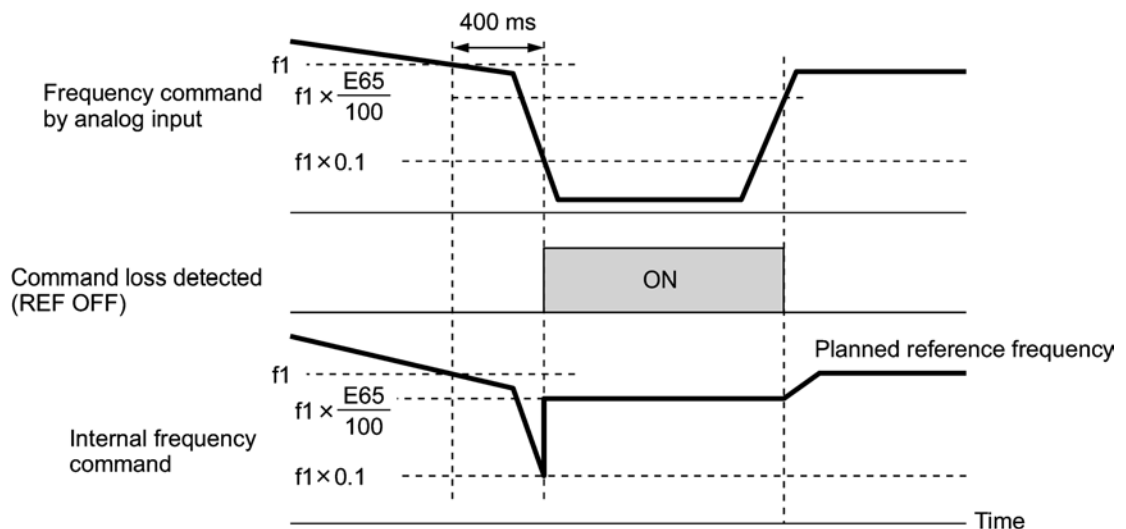 400 ms
f1
Frequency command
by analog input
f1 × E65
100
f1 × 0.1
Command loss detected
(REF OFF)
ON
Planned reference frequency
f1
f1 × E65
100
Internal frequency
command
f1 × 0.1
Time